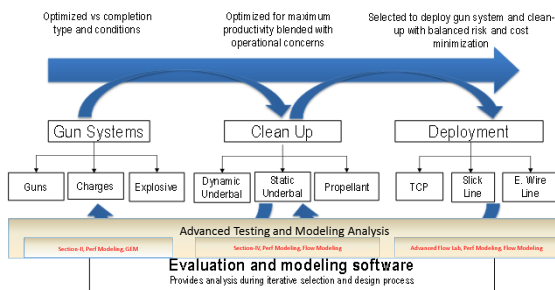 Optimized vs completion
type and conditions
Optimized for maximum
productivity blended with
operational concerns
Selected to deploy gun system and clean-
up with balanced risk and cost
minimization
Gun Systems
Clean Up
Deployment
Guns
Charges
Explosive
Dynamic
Underbal
Static
Underbal
Propellant
TCP
Slick
Line
E. Wire
Line
Advanced Testing and Modeling Analysis
Section-II, Perf Modeling, GEM
Section-IV, Perf Modeling, Flow Modeling
Advanced Flow Lab, Perf Modeling, Flow Modeling
Evaluation and modeling software
Provides analysis during iterative selection and design process